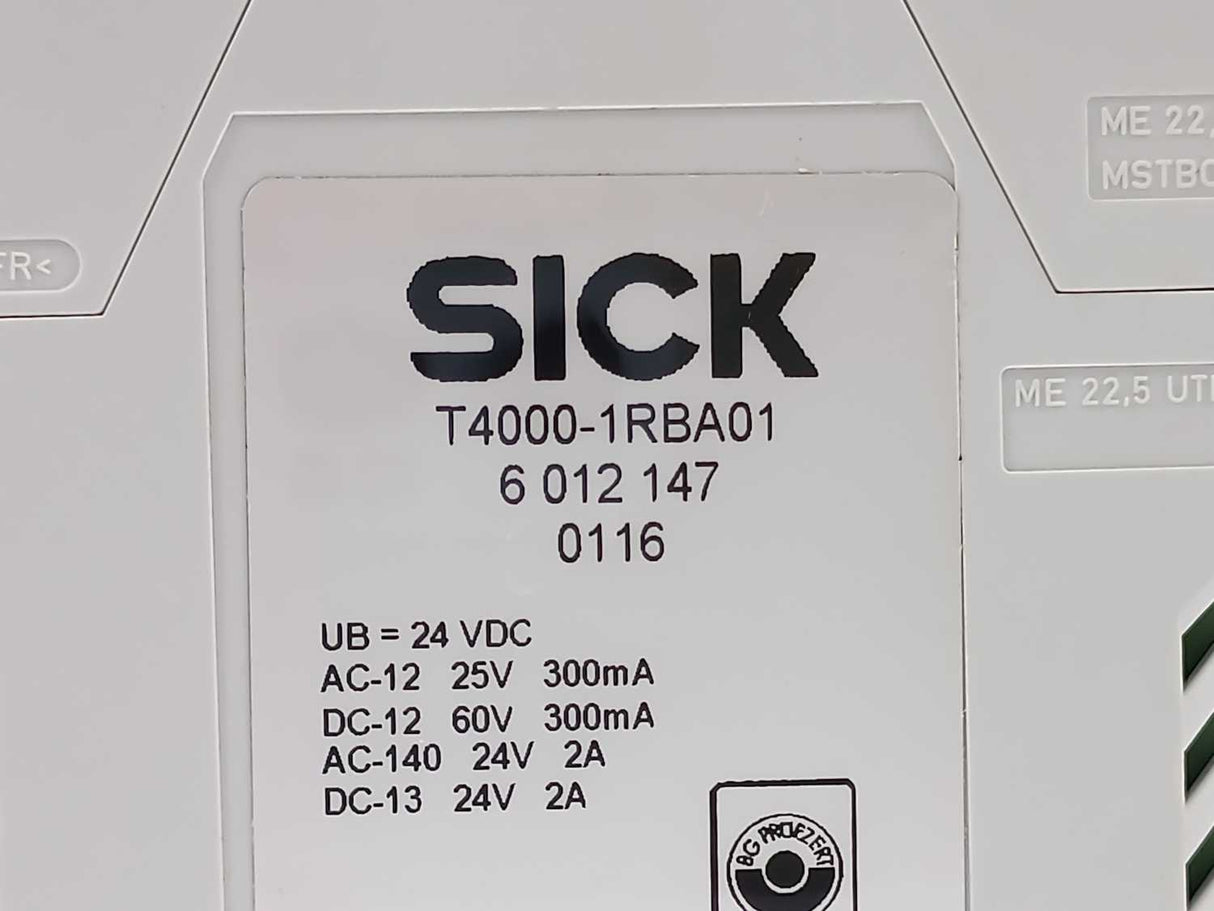 ME 22,
MSTBO
FR<
SICK
T4000-1RBA01
6 012 147
0116
ME 22,5 UT
UB = 24 VDC
AC-12 25V 300mA
DC-12 60V 300mA
AC-140 24V 2A
DC-13 24V 2A
BG PRÜFZERT